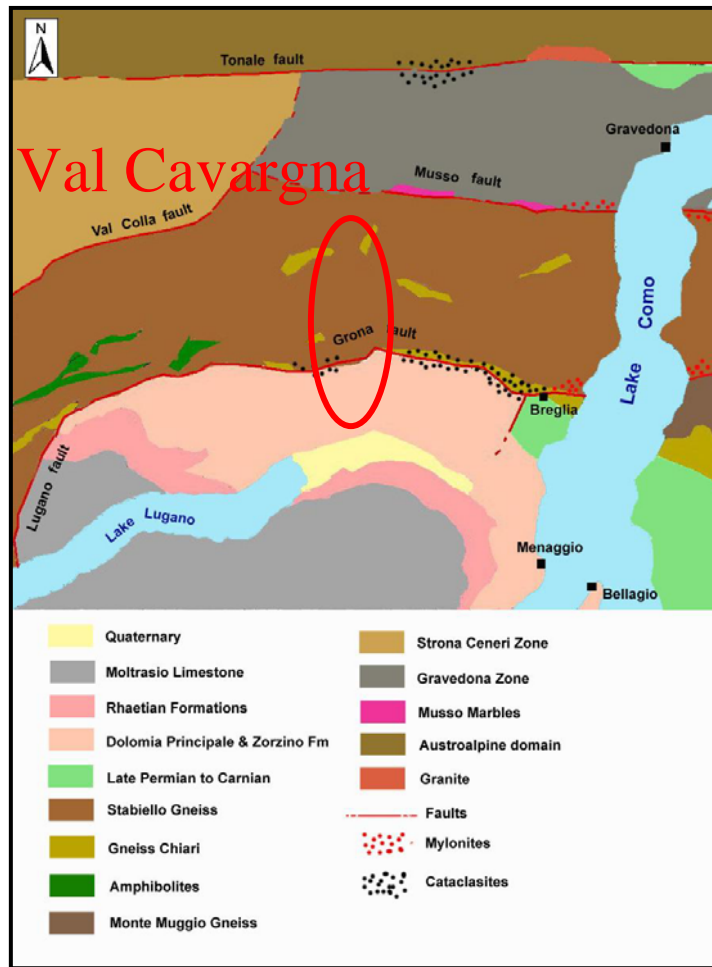 N
Tonale fault
Gravedona
Val Cavargna
Musso fault
Val Colla fault
Lake Como
Grona fault
Breglia
Lugano fault
Lake Lugano
Menaggio
Bellagio
Quaternary
Moltrasio Limestone
Rhaetian Formations
Dolomia Principale & Zorzino Fm
Late Permian to Carnian
Stabiello Gneiss
Gneiss Chiari
Amphibolites
Monte Muggio Gneiss
Strona Ceneri Zone
Gravedona Zone
Musso Marbles
Austroalpine domain
Granite
Faults
Mylonites
Cataclasites